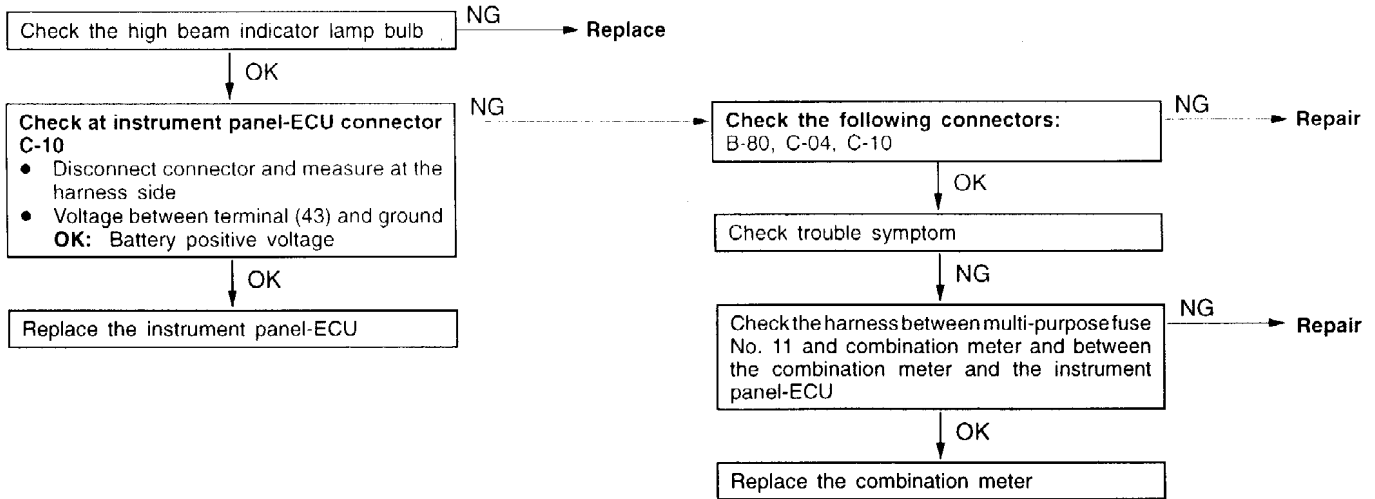 Check the high beam indicator lamp bulb
NG
Replace
OK
Check at instrument panel-ECU connector
C-10
● Disconnect connector and measure at the
harness side
● Voltage between terminal (43) and ground
OK: Battery positive voltage
NG
OK
Replace the instrument panel-ECU
Check the following connectors:
B-80, C-04, C-10
NG
Repair
OK
Check trouble symptom
NG
Check the harness between multi-purpose fuse
No. 11 and combination meter and between
the combination meter and the instrument
panel-ECU
NG
Repair
OK
Replace the combination meter